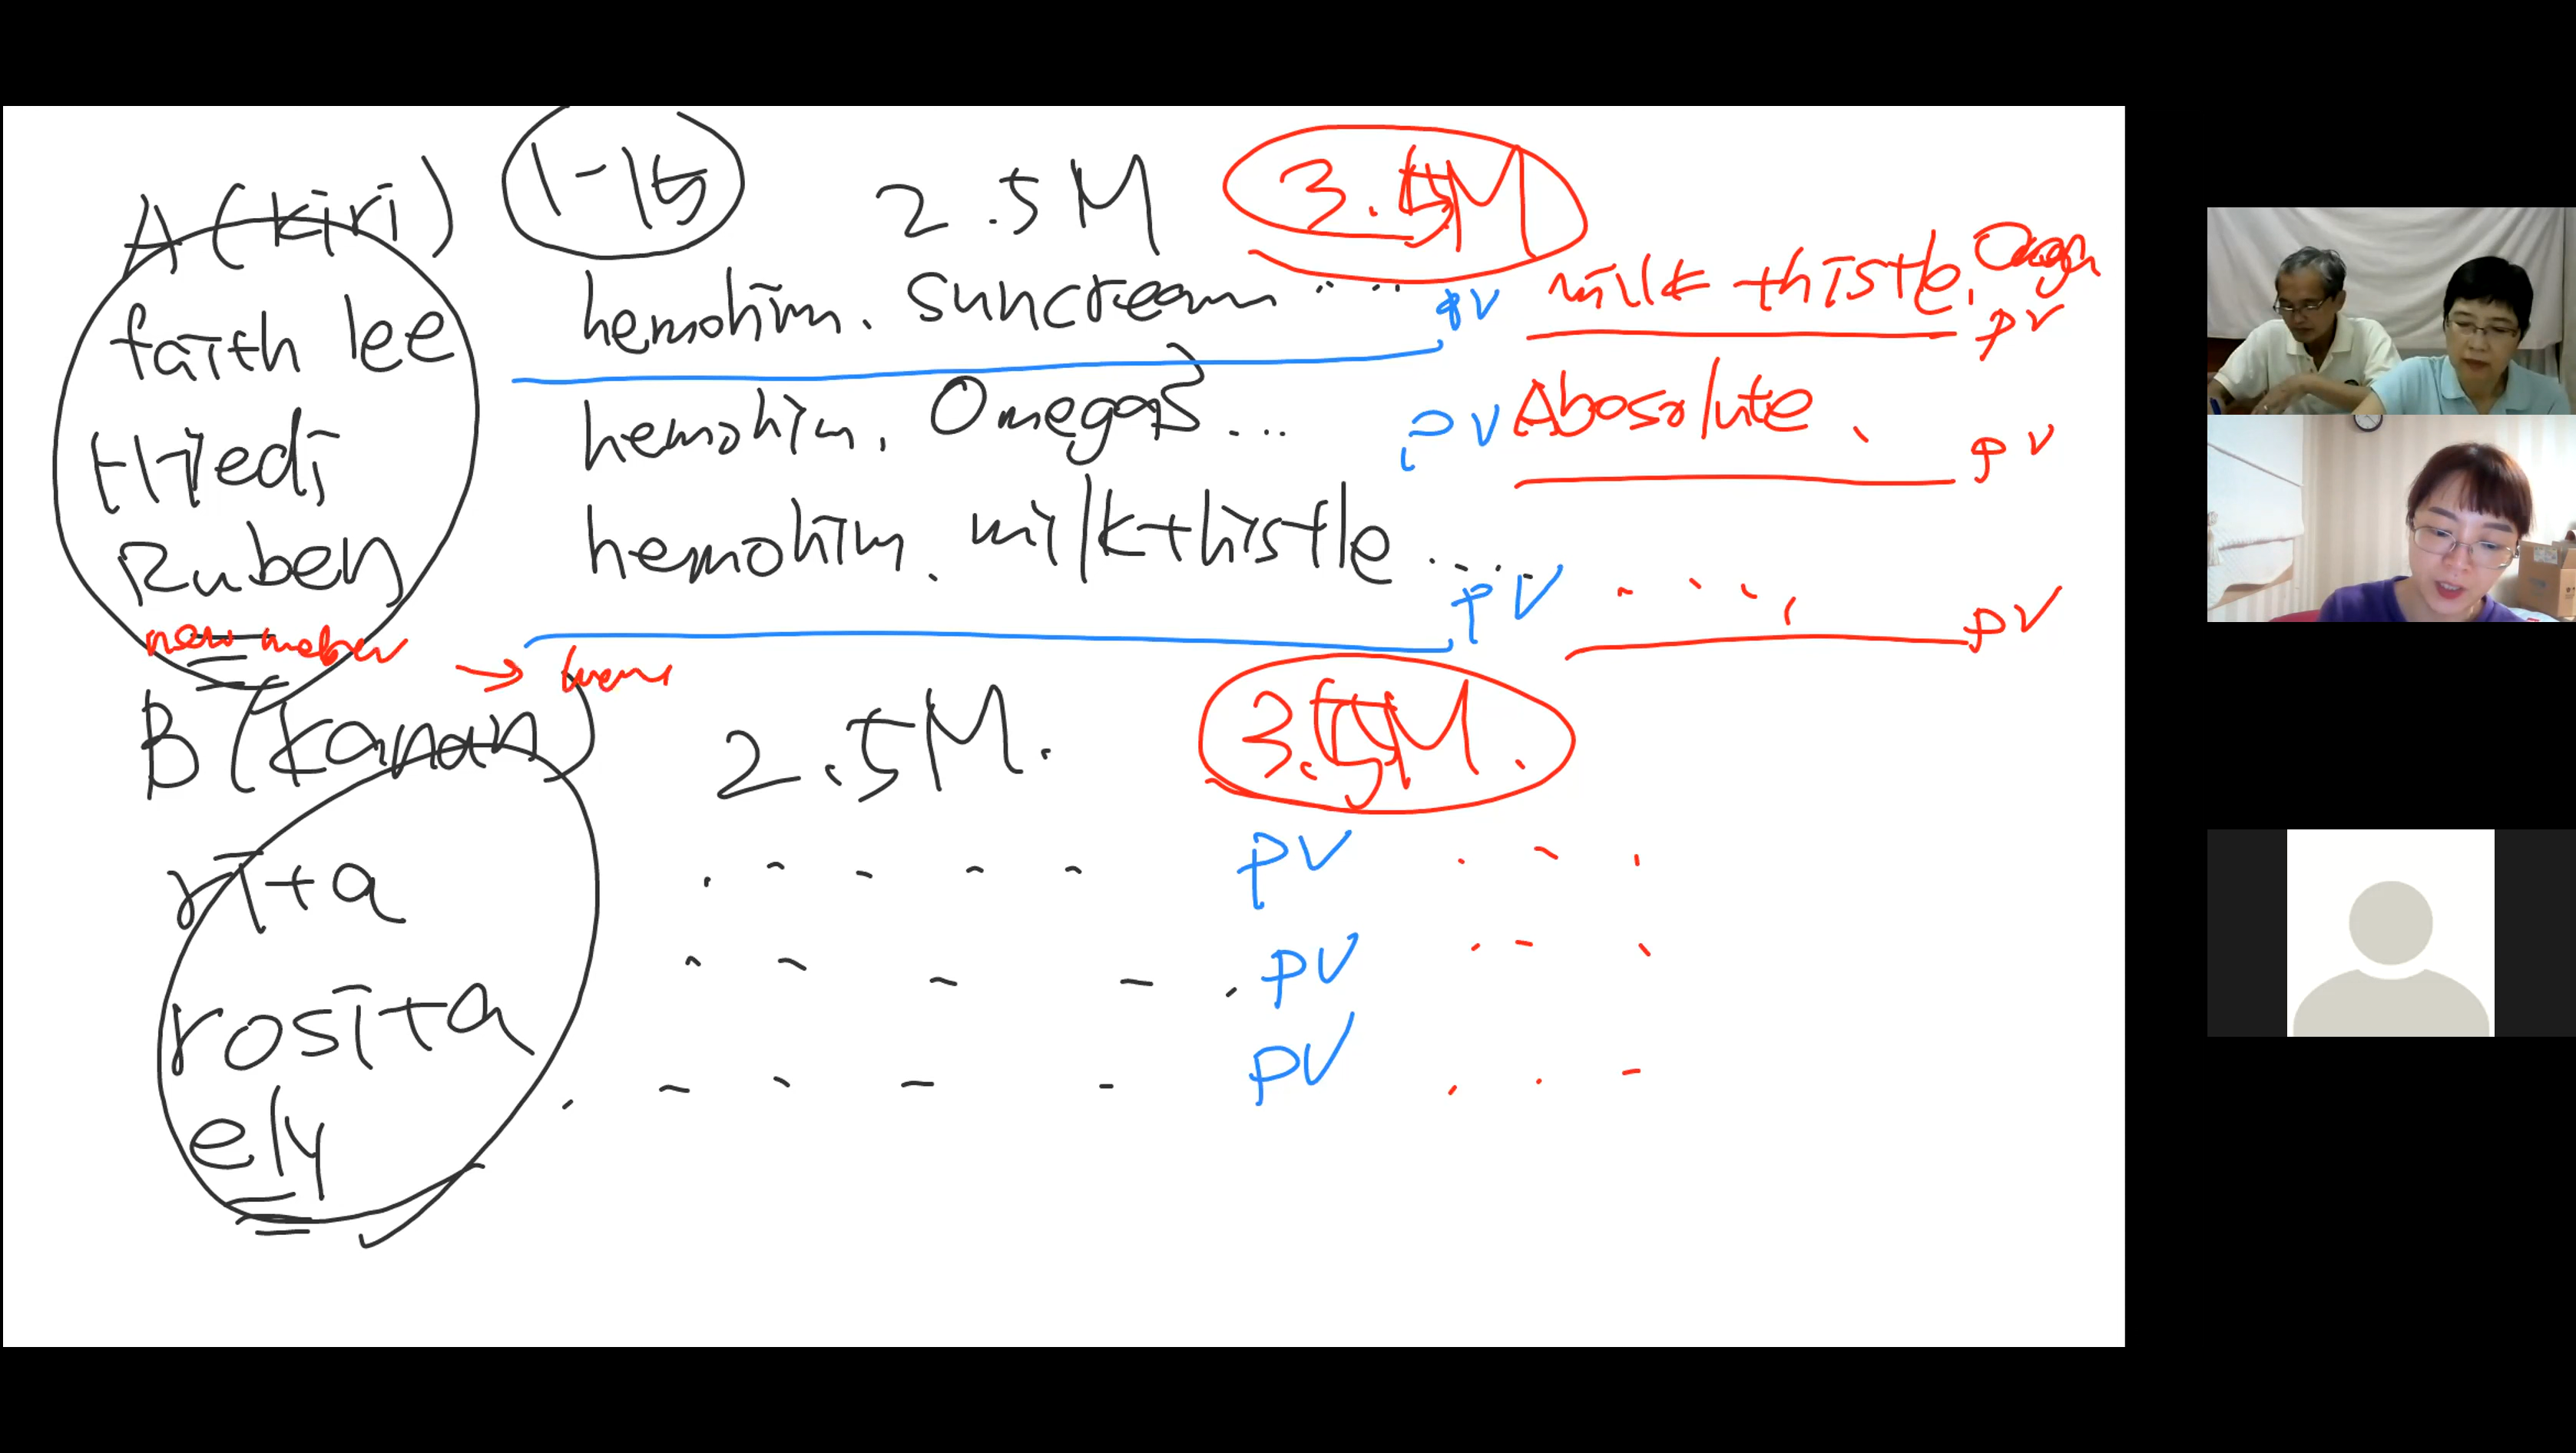 A (kiri) 1-15 2.5M 3.5M
faith lee hemohim. suncream .... PV milk thistle. PV
Hiedi hemohim. Omega3 ... PV Abosolute . PV
Ruben hemohim. milkthistle ..... PV .... PV
new meber →
B (kanan) 2.5M. 3.5M.
rita PV
rosita PV
ely PV